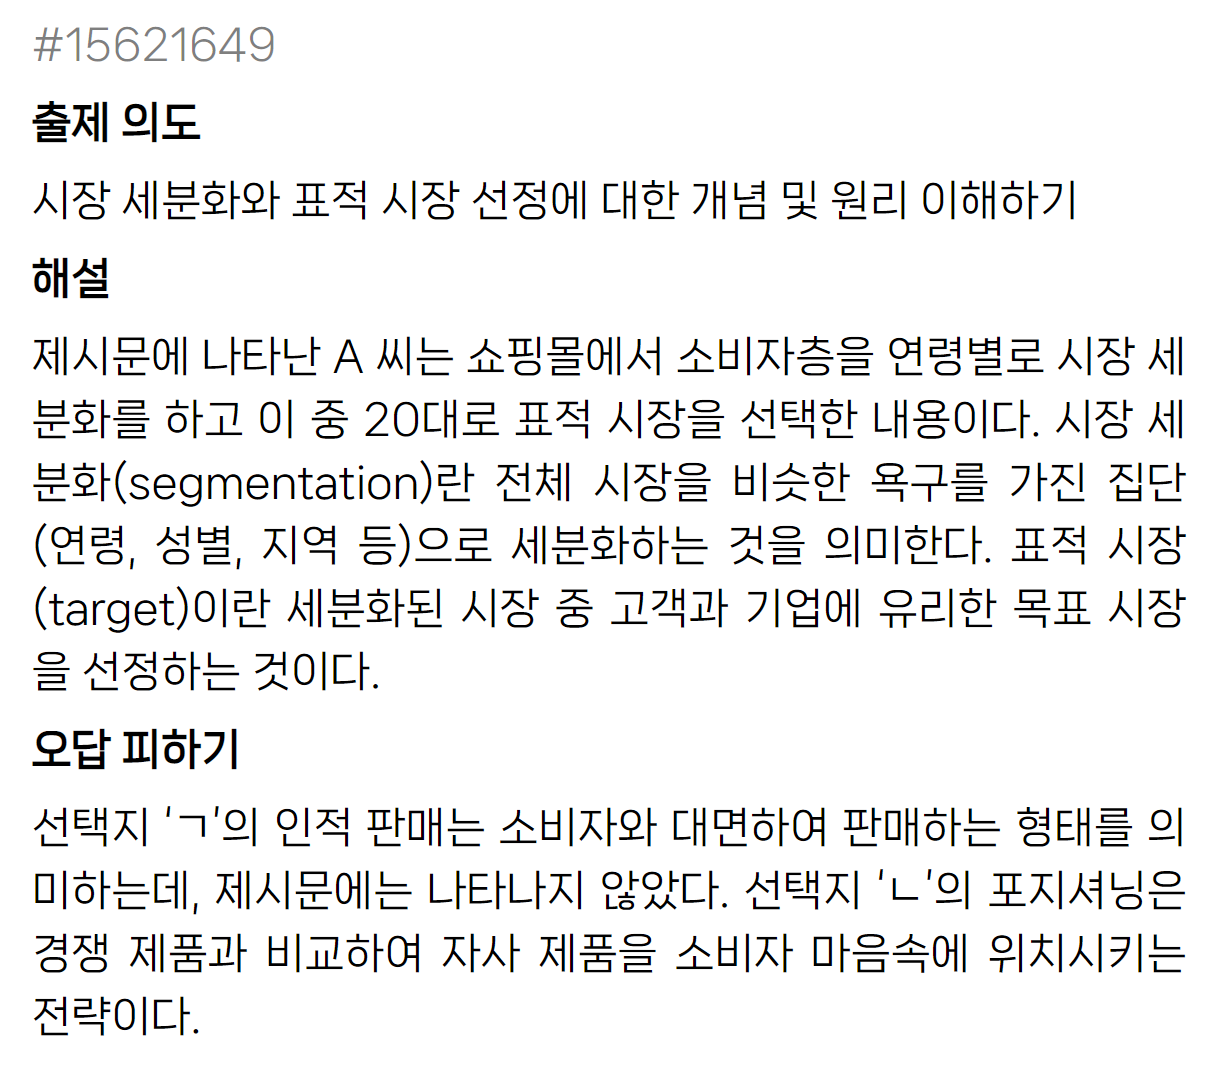 #15621649
출제 의도
시장 세분화와 표적 시장 선정에 대한 개념 및 원리 이해하기
해설
제시문에 나타난 A 씨는 쇼핑몰에서 소비자층을 연령별로 시장 세
분화를 하고 이 중 20대로 표적 시장을 선택한 내용이다. 시장 세
분화(segmentation)란 전체 시장을 비슷한 욕구를 가진 집단
(연령, 성별, 지역 등)으로 세분화하는 것을 의미한다. 표적 시장
(target)이란 세분화된 시장 중 고객과 기업에 유리한 목표 시장
을 선정하는 것이다.
오답 피하기
선택지 ‘ㄱ’의 인적 판매는 소비자와 대면하여 판매하는 형태를 의
미하는데, 제시문에는 나타나지 않았다. 선택지 ‘ㄴ’의 포지셔닝은
경쟁 제품과 비교하여 자사 제품을 소비자 마음속에 위치시키는
전략이다.